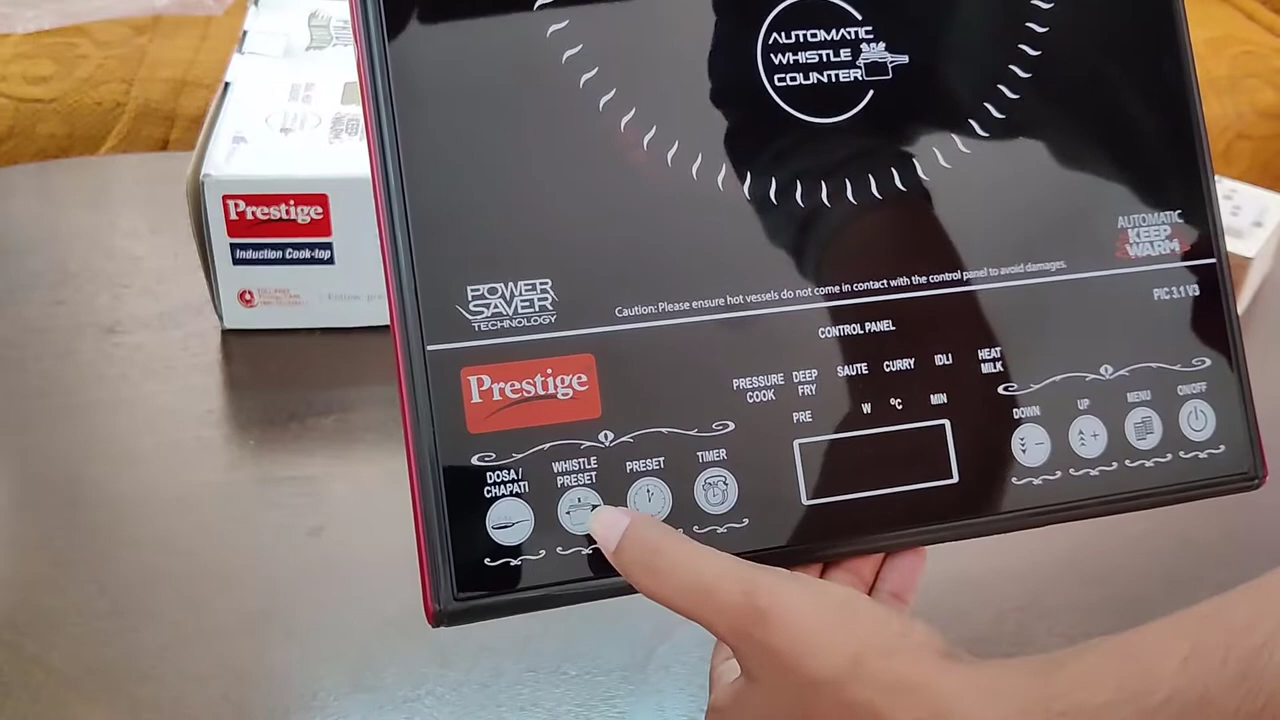 AUTOMATIC
WHISTLE
COUNTER
KEEP
WARM
Prestige
Induction Cook-top
AUTOMATIC
KEEP
WARM
POWER
SAVER
TECHNOLOGY
Caution: Please ensure hot vessels do not come in contact with the control panel to avoid damages.
PIC 3.1 V3
CONTROL PANEL
Prestige
PRESSURE COOK
DEEP FRY
SAUTE
CURRY
IDLI
HEAT MILK
PRE
W
°C
MIN
DOWN
UP
MENU
ON/OFF
DOSA / CHAPATI
WHISTLE PRESET
PRESET
TIMER